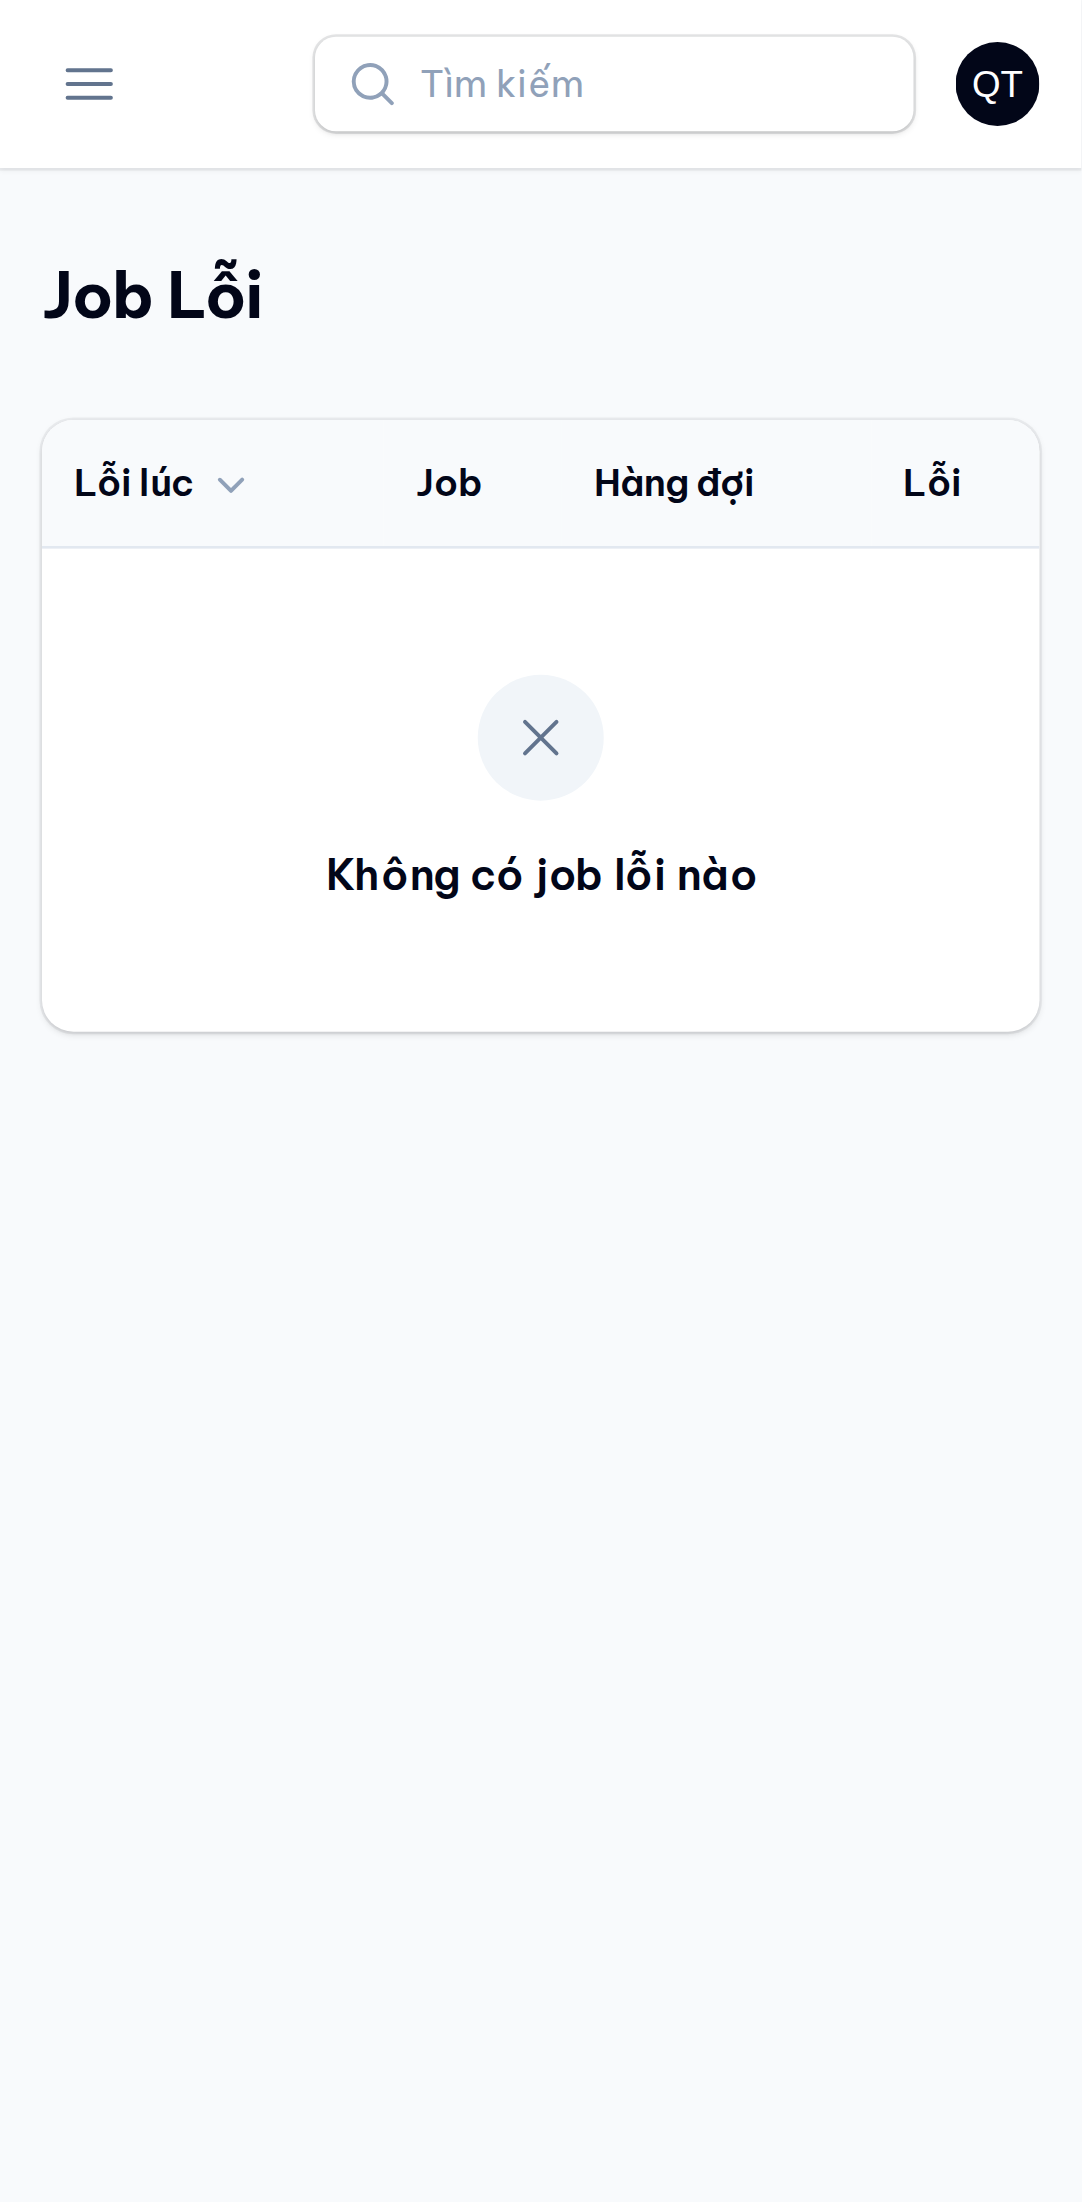 Tìm kiếm
QT
Job Lỗi
Lỗi lúc Job Hàng đợi Lỗi
Không có job lỗi nào